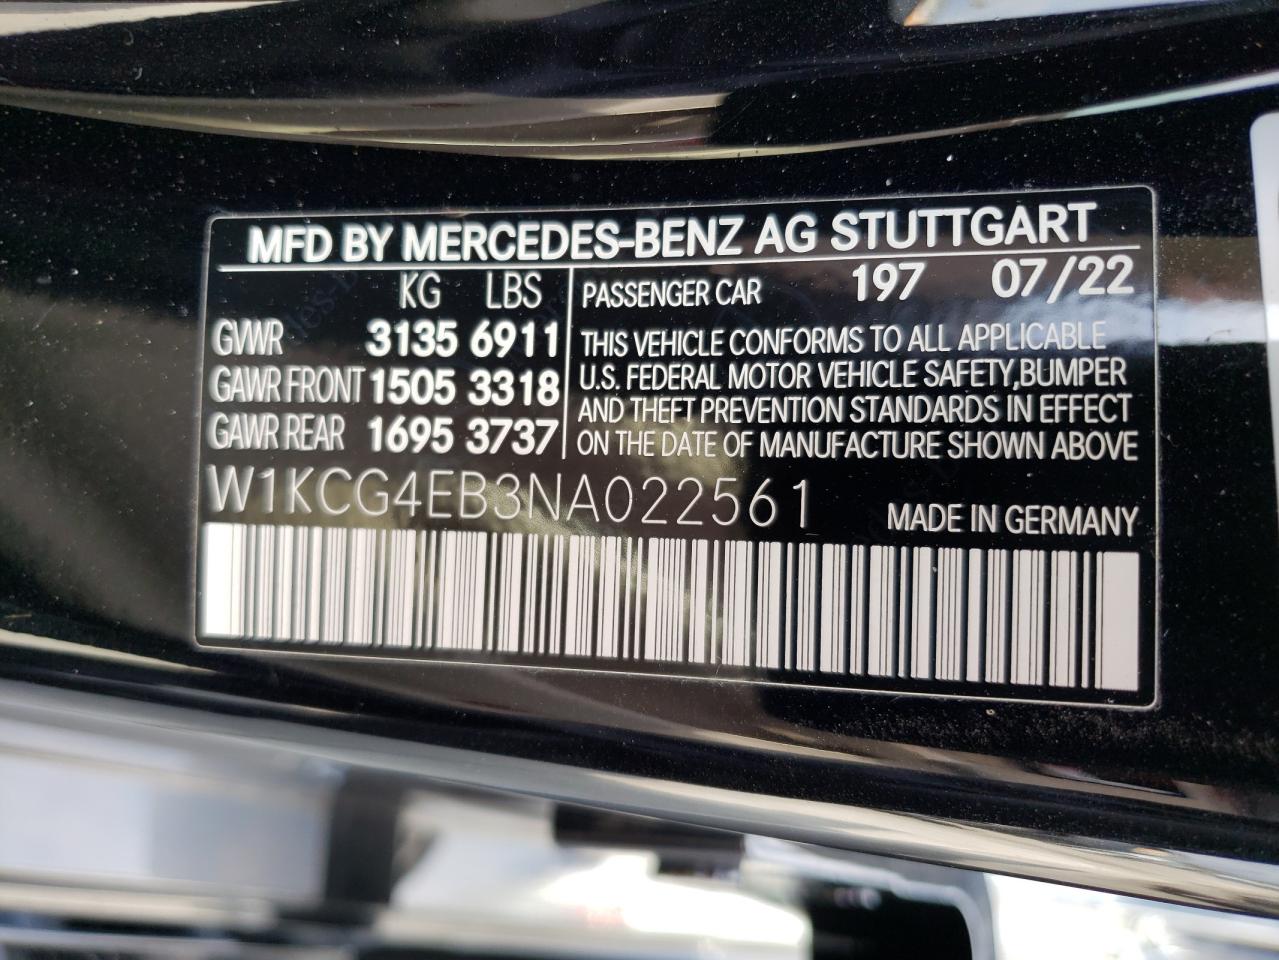 MFD BY MERCEDES-BENZ AG STUTTGART
KG LBS
GVWR 3135 6911
GAWR FRONT 1505 3318
GAWR REAR 1695 3737
PASSENGER CAR 197 07/22
THIS VEHICLE CONFORMS TO ALL APPLICABLE
U.S. FEDERAL MOTOR VEHICLE SAFETY,BUMPER
AND THEFT PREVENTION STANDARDS IN EFFECT
ON THE DATE OF MANUFACTURE SHOWN ABOVE
W1KCG4EB3NA022561
MADE IN GERMANY